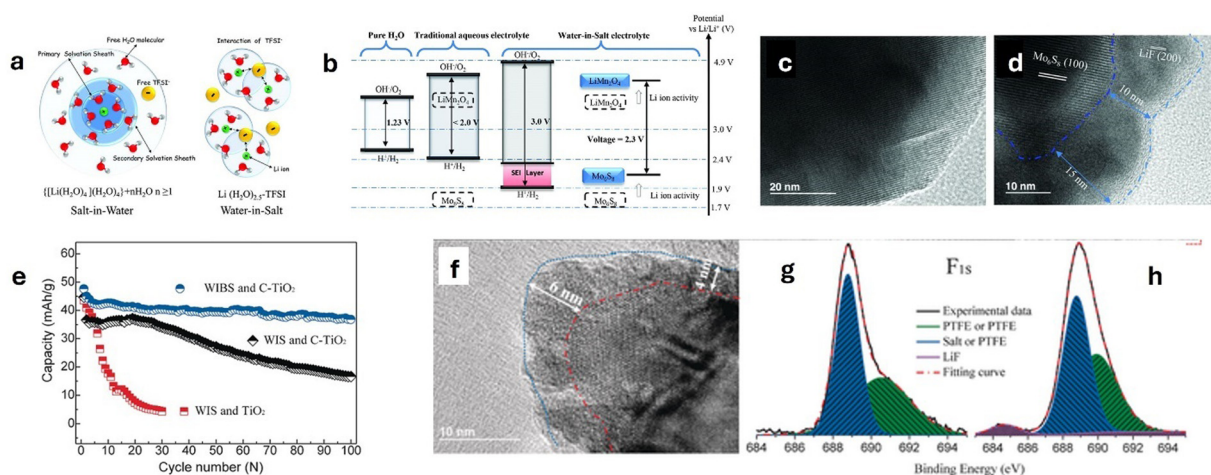 a
Free H₂O molecular
Primary Solvation Sheath
Free TFSI⁻
Secondary Solvation Sheath
{[Li(H₂O)₄](H₂O)₄}+nH₂O n ≥1
Salt-in-Water
Interaction of TFSI⁻
Li ion
Li (H₂O)₂.₅-TFSI
Water-in-Salt
b
Pure H₂O
Traditional aqueous electrolyte
Water-in-Salt electrolyte
Potential
vs Li/Li⁺ (V)
OH⁻/O₂
1.23 V
H⁺/H₂
OH⁻/O₂
LiMn₂O₄
< 2.0 V
H⁺/H₂
Mo₆S₈
OH⁻/O₂
3.0 V
SEI Layer
H⁺/H₂
LiMn₂O₄
LiMn₂O₄
Li ion activity
Voltage = 2.3 V
Mo₆S₈
Mo₆S₈
Li ion activity
4.9 V
3.0 V
2.4 V
1.9 V
1.7 V
c
20 nm
d
Mo₆S₈ (100)
LiF (200)
10 nm
15 nm
10 nm
e
Capacity (mAh/g)
60
50
40
30
20
10
0
WIBS and C-TiO₂
WIS and C-TiO₂
WIS and TiO₂
0 10 20 30 40 50 60 70 80 90 100
Cycle number (N)
f
6 nm
4 nm
10 nm
g
F1s
h
Experimental data
PTFE or PTFE
Salt or PTFE
LiF
Fitting curve
684 686 688 690 692 694
684 686 688 690 692 694
Binding Energy (eV)